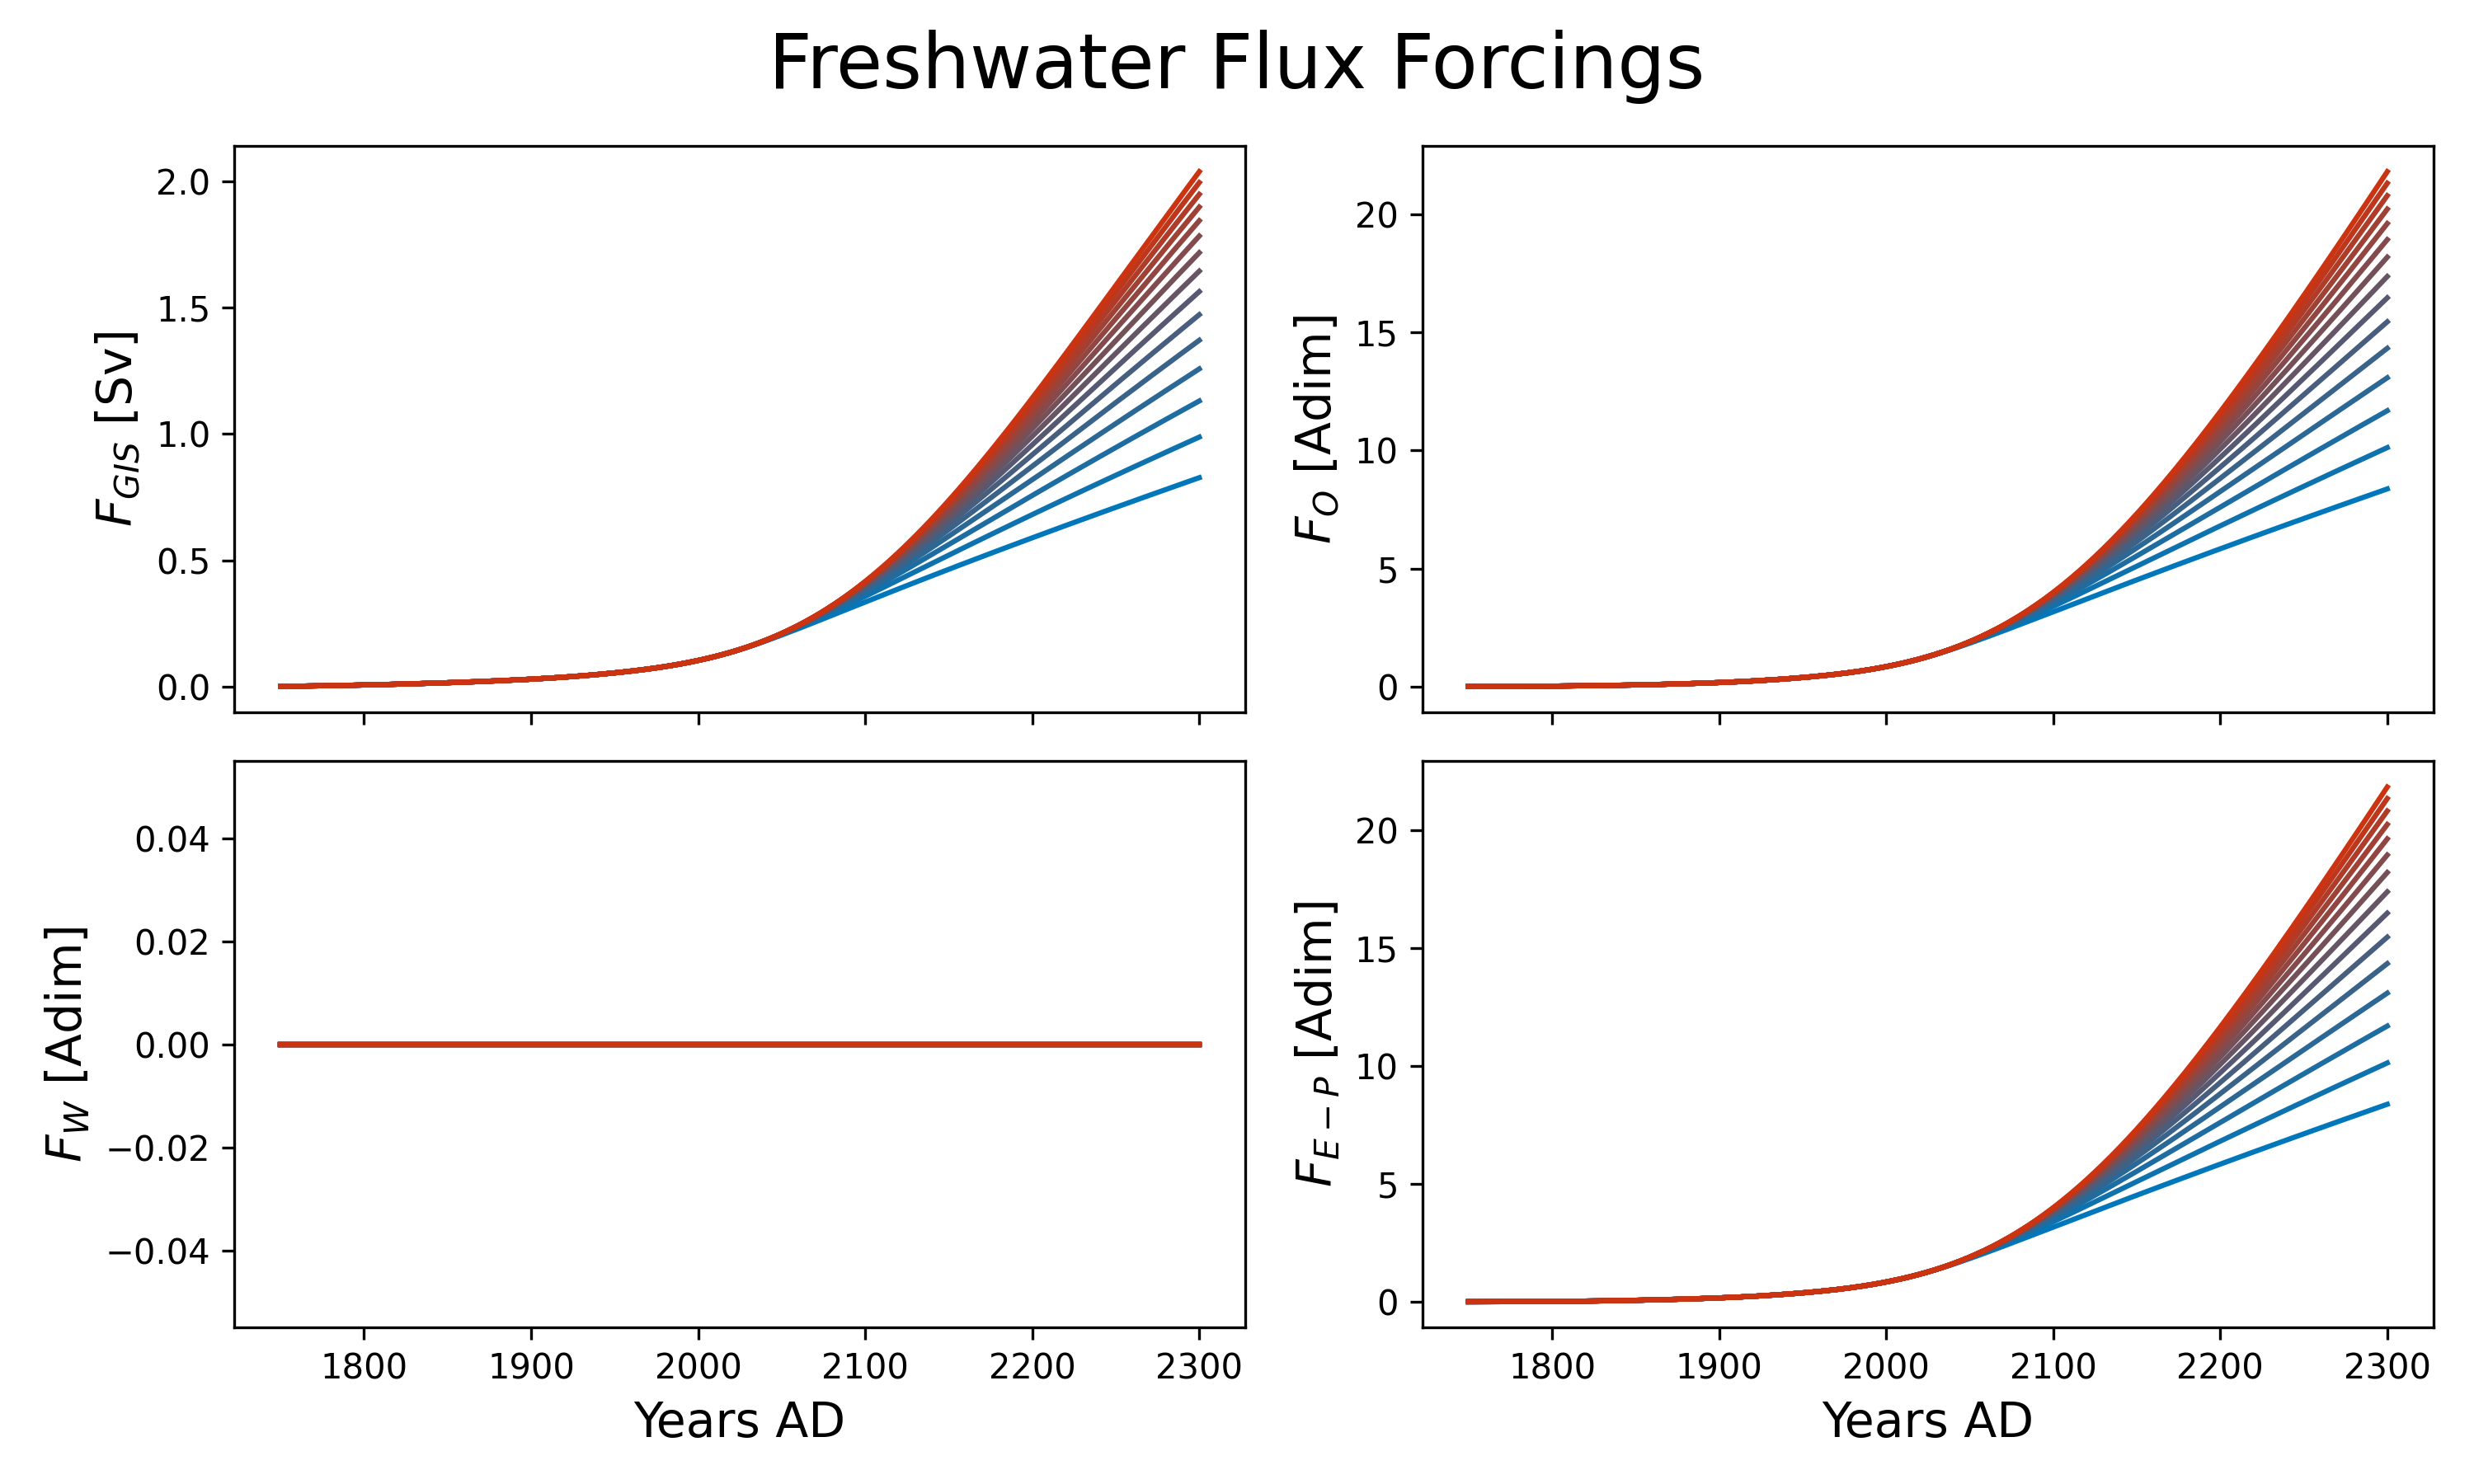 Freshwater Flux Forcings
F_GIS [Sv]
2.0
1.5
1.0
0.5
0.0
F_O [Adim]
20
15
10
5
0
F_W [Adim]
0.04
0.02
0.00
−0.02
−0.04
1800 1900 2000 2100 2200 2300
Years AD
F_E−P [Adim]
20
15
10
5
0
1800 1900 2000 2100 2200 2300
Years AD